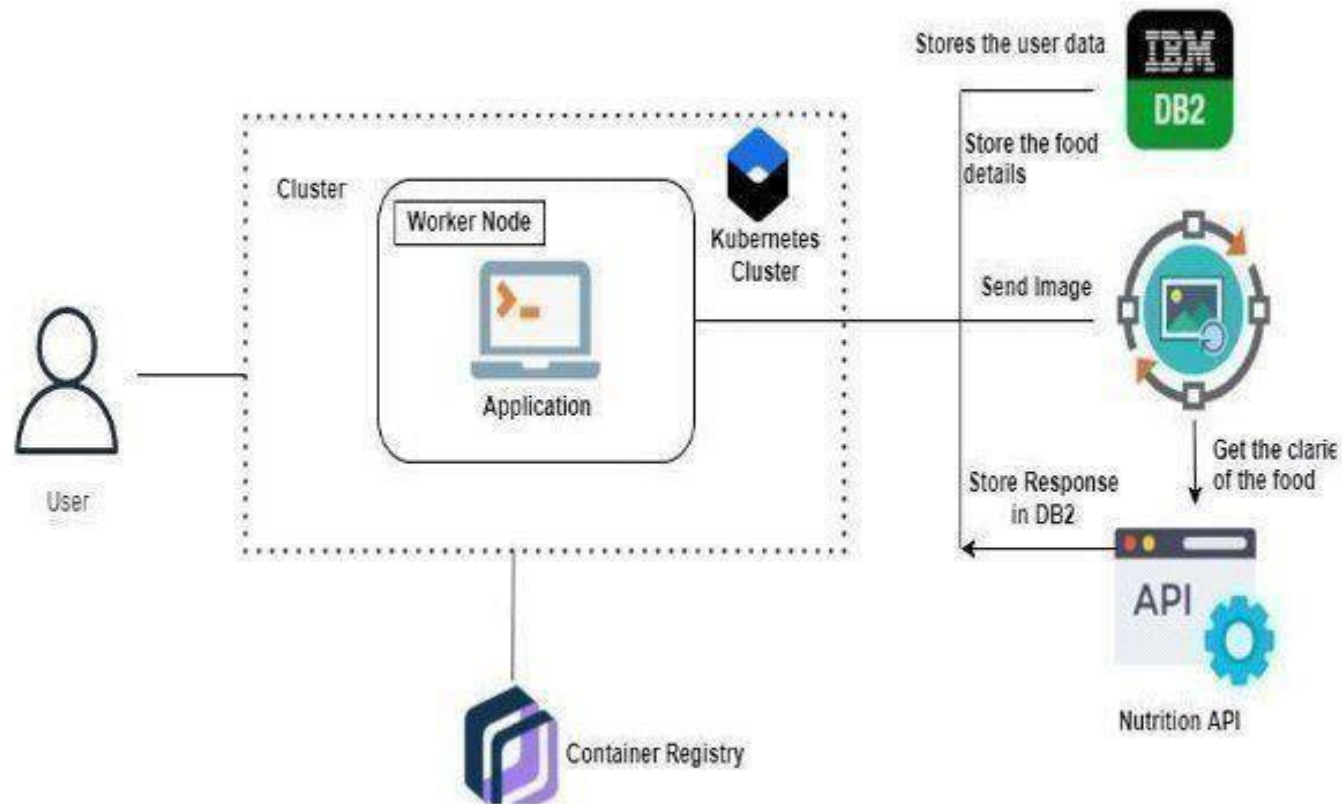 Stores the user data
IBM
DB2
Store the food
details
Cluster
Worker Node
Kubernetes
Cluster
Send Image
Application
User
Get the clarie
of the food
Store Response
in DB2
API
Nutrition API
Container Registry